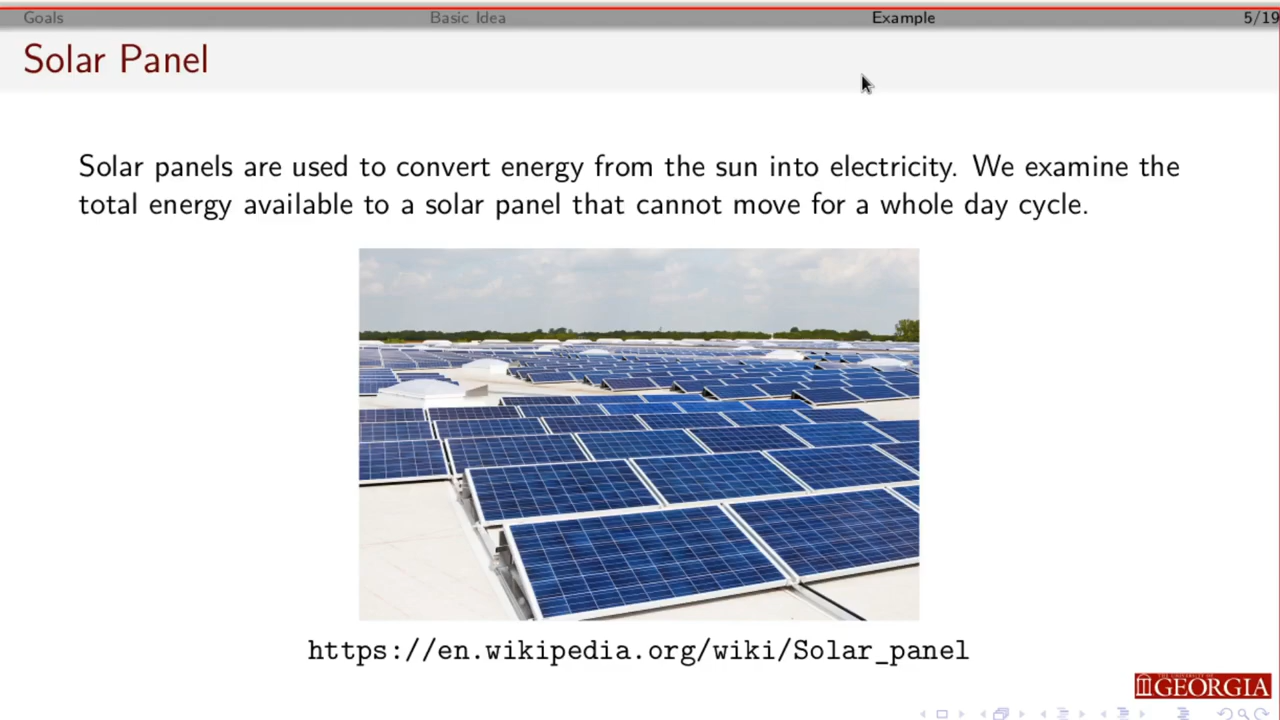 Goals Basic Idea Example 5/19
Solar Panel
Solar panels are used to convert energy from the sun into electricity. We examine the
total energy available to a solar panel that cannot move for a whole day cycle.
https://en.wikipedia.org/wiki/Solar_panel
GEORGIA